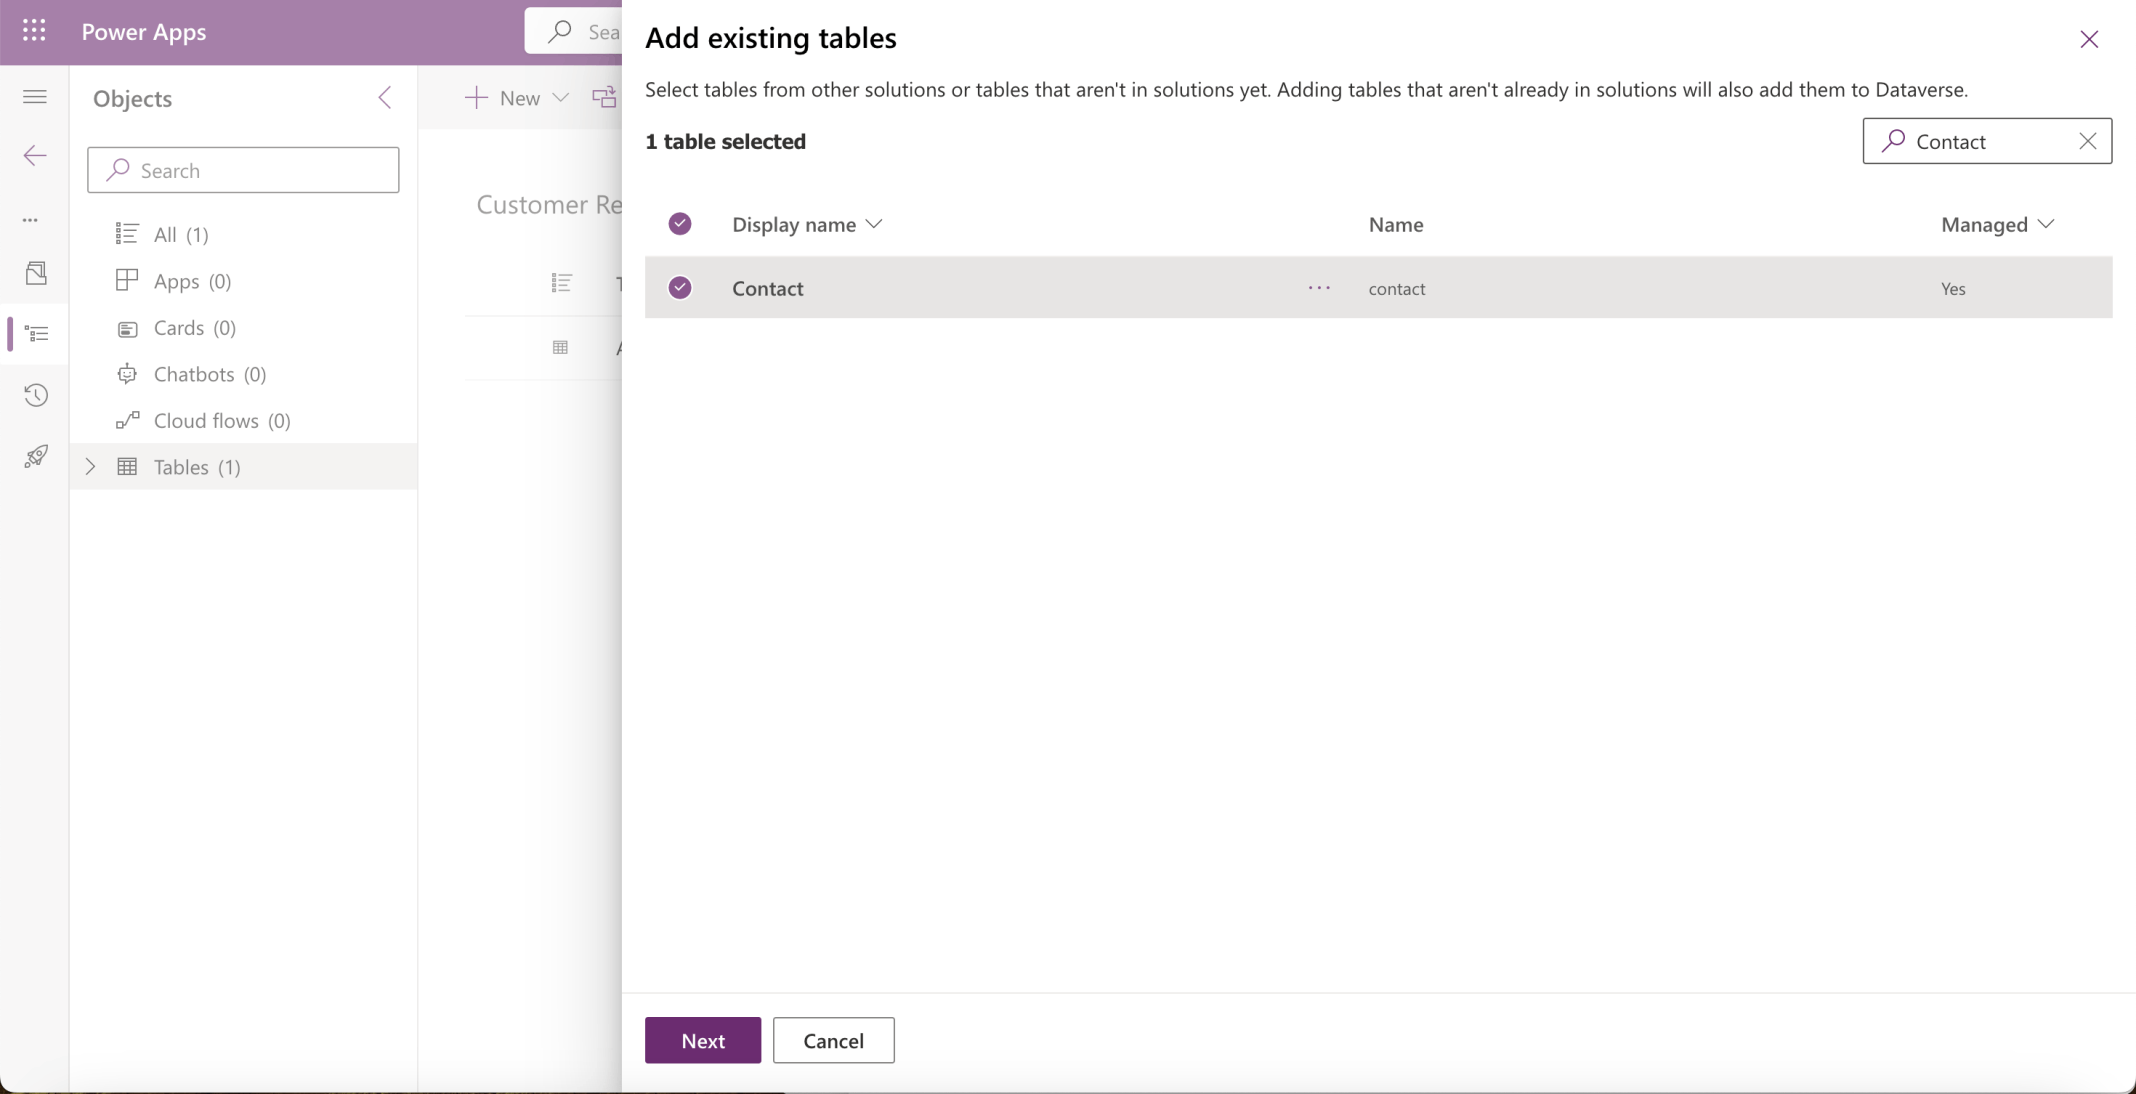 Power Apps
Sea
Objects
Search
All (1)
Apps (0)
Cards (0)
Chatbots (0)
Cloud flows (0)
Tables (1)
New
Customer Re
Add existing tables
Select tables from other solutions or tables that aren't in solutions yet. Adding tables that aren't already in solutions will also add them to Dataverse.
1 table selected
Contact
Display name Name Managed
Contact ··· contact Yes
Next Cancel